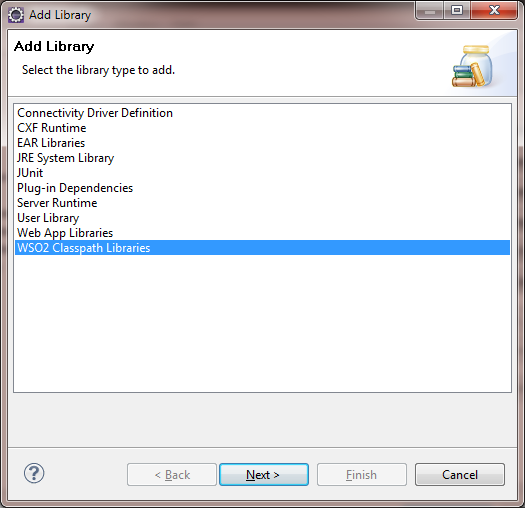 Add Library
Add Library
Select the library type to add.
Connectivity Driver Definition
CXF Runtime
EAR Libraries
JRE System Library
JUnit
Plug-in Dependencies
Server Runtime
User Library
Web App Libraries
WSO2 Classpath Libraries
?
< Back
Next >
Finish
Cancel